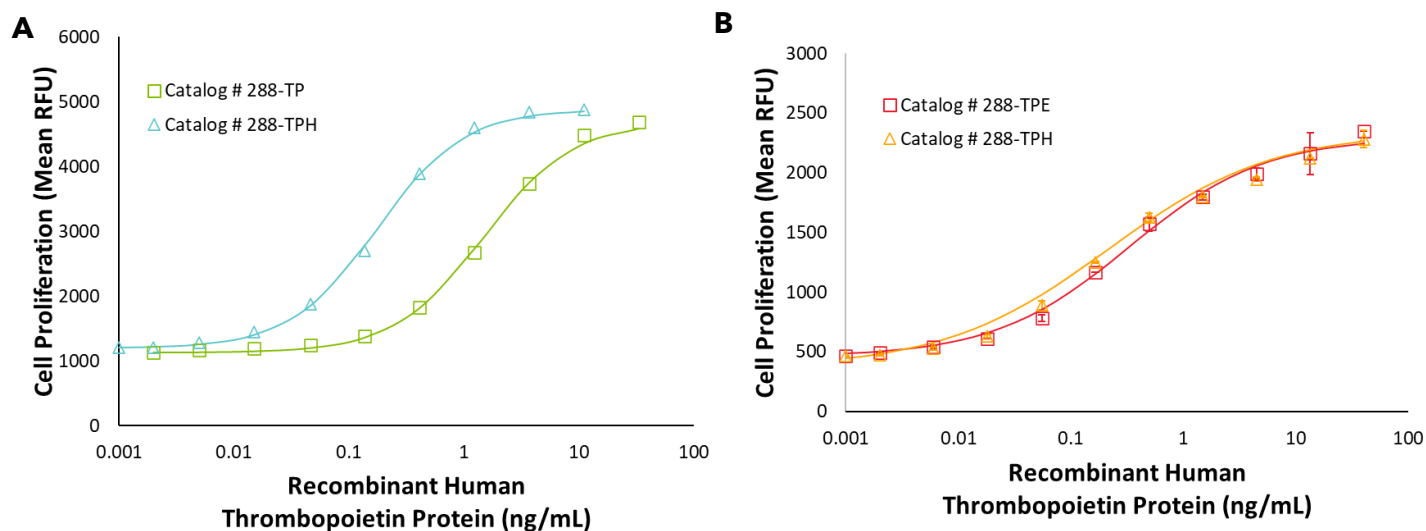 A
Cell Proliferation (Mean RFU)
6000
5000
4000
3000
2000
1000
0
Catalog # 288-TP
Catalog # 288-TPH
0.001
0.01
0.1
1
10
100
Recombinant Human
Thrombopoietin Protein (ng/mL)
B
Cell Proliferation (Mean RFU)
3000
2500
2000
1500
1000
500
0
Catalog # 288-TPE
Catalog # 288-TPH
0.001
0.01
0.1
1
10
100
Recombinant Human
Thrombopoietin Protein (ng/mL)